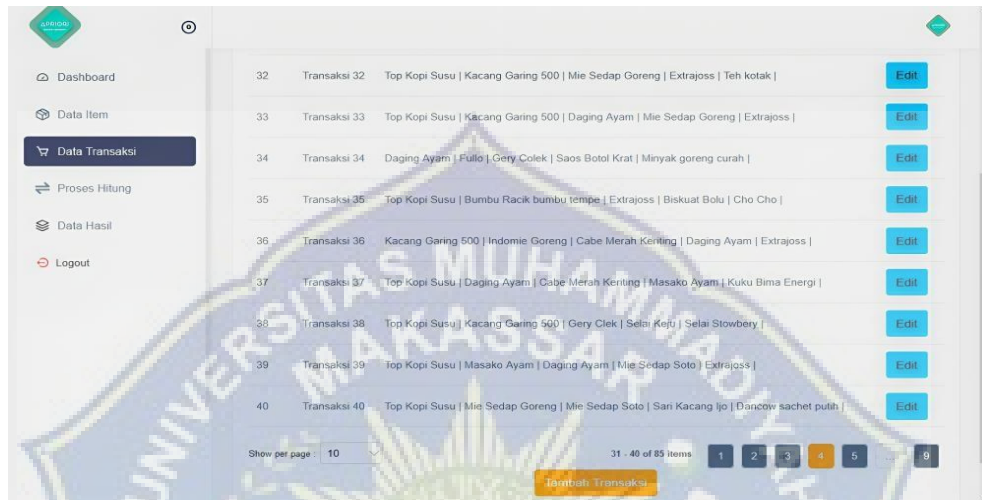 APRIORI
Dashboard
Data Item
Data Transaksi
Proses Hitung
Data Hasil
Logout
32 Transaksi 32 Top Kopi Susu | Kacang Garing 500 | Mie Sedap Goreng | Extrajoss | Teh kotak | Edit
33 Transaksi 33 Top Kopi Susu | Kacang Garing 500 | Daging Ayam | Mie Sedap Goreng | Extrajoss | Edit
34 Transaksi 34 Daging Ayam | Fullo | Gery Colek | Saos Botol Krat | Minyak goreng curah | Edit
35 Transaksi 35 Top Kopi Susu | Bumbu Racik bumbu tempe | Extrajoss | Biskuat Bolu | Cho Cho | Edit
36 Transaksi 36 Kacang Garing 500 | Indomie Goreng | Cabe Merah Keriting | Daging Ayam | Extrajoss | Edit
37 Transaksi 37 Top Kopi Susu | Daging Ayam | Cabe Merah Keriting | Masako Ayam | Kuku Bima Energi | Edit
38 Transaksi 38 Top Kopi Susu | Kacang Garing 500 | Gery Clek | Selai Keju | Selai Stowbery | Edit
39 Transaksi 39 Top Kopi Susu | Masako Ayam | Daging Ayam | Mie Sedap Soto | Extrajoss | Edit
40 Transaksi 40 Top Kopi Susu | Mie Sedap Goreng | Mie Sedap Soto | Sari Kacang Ijo | Dancow sachet putih | Edit
Show per page : 10 31 - 40 of 85 items 1 2 3 4 5 ... 9
Tambah Transaksi
UNIVERSITAS MUHAMMADIYAH
MAKASSAR